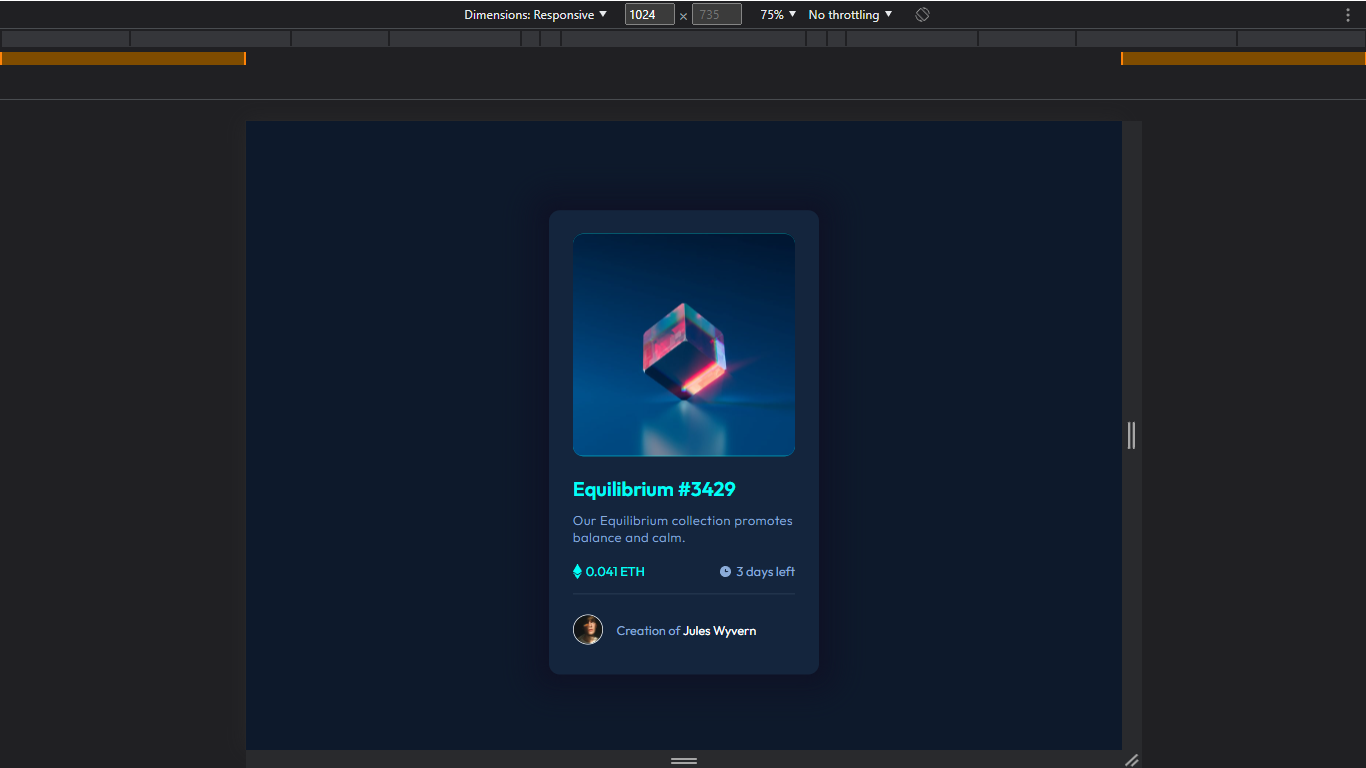 Dimensions: Responsive 1024 × 735 75% No throttling
Equilibrium #3429
Our Equilibrium collection promotes
balance and calm.
0.041 ETH 3 days left
Creation of Jules Wyvern